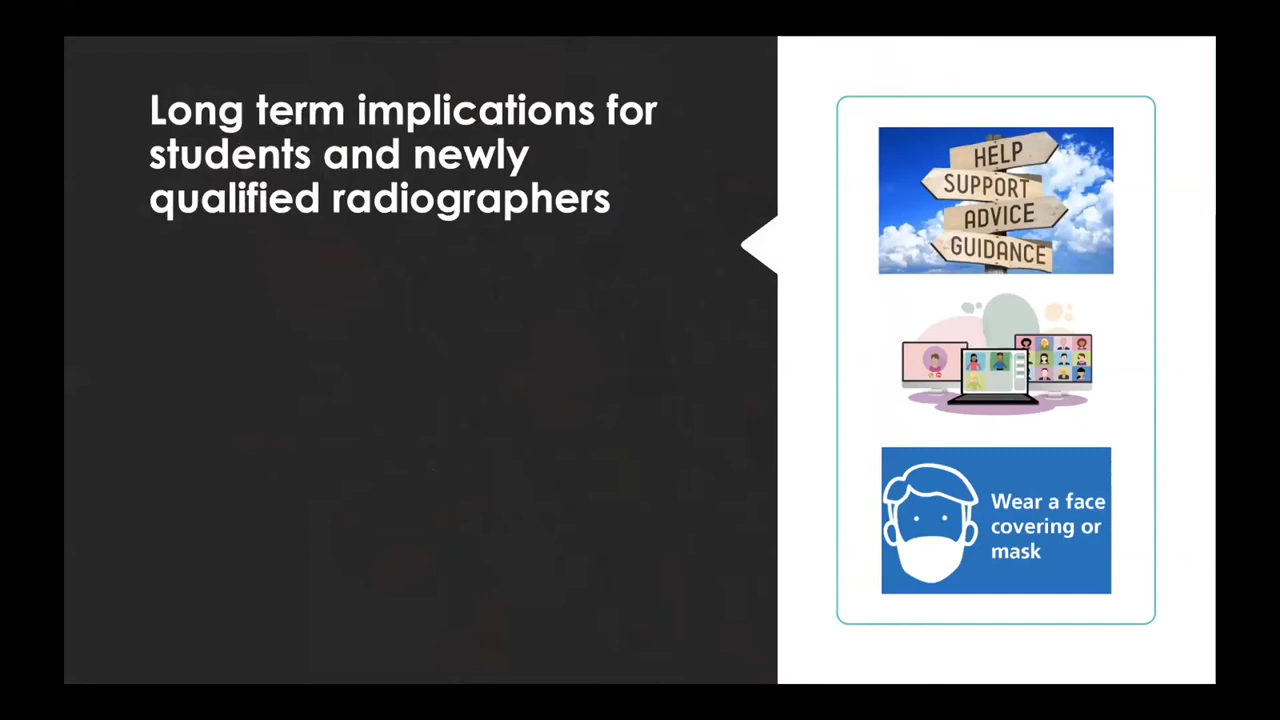 Long term implications for
students and newly
qualified radiographers
HELP
SUPPORT
ADVICE
GUIDANCE
Wear a face
covering or
mask